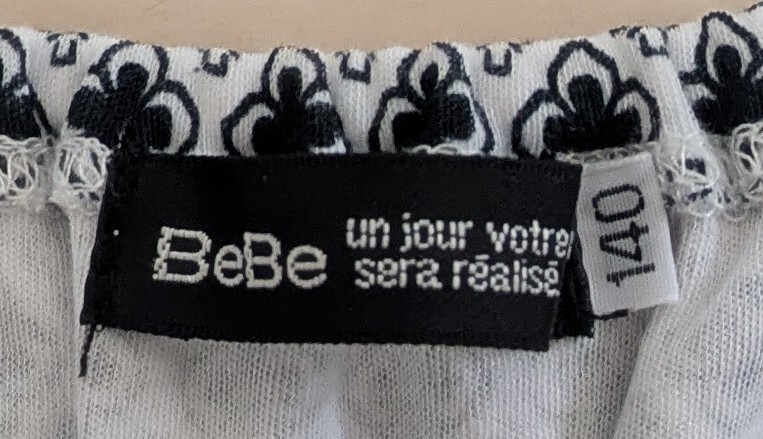 BeBe
un jour votre
sera réalisé
140